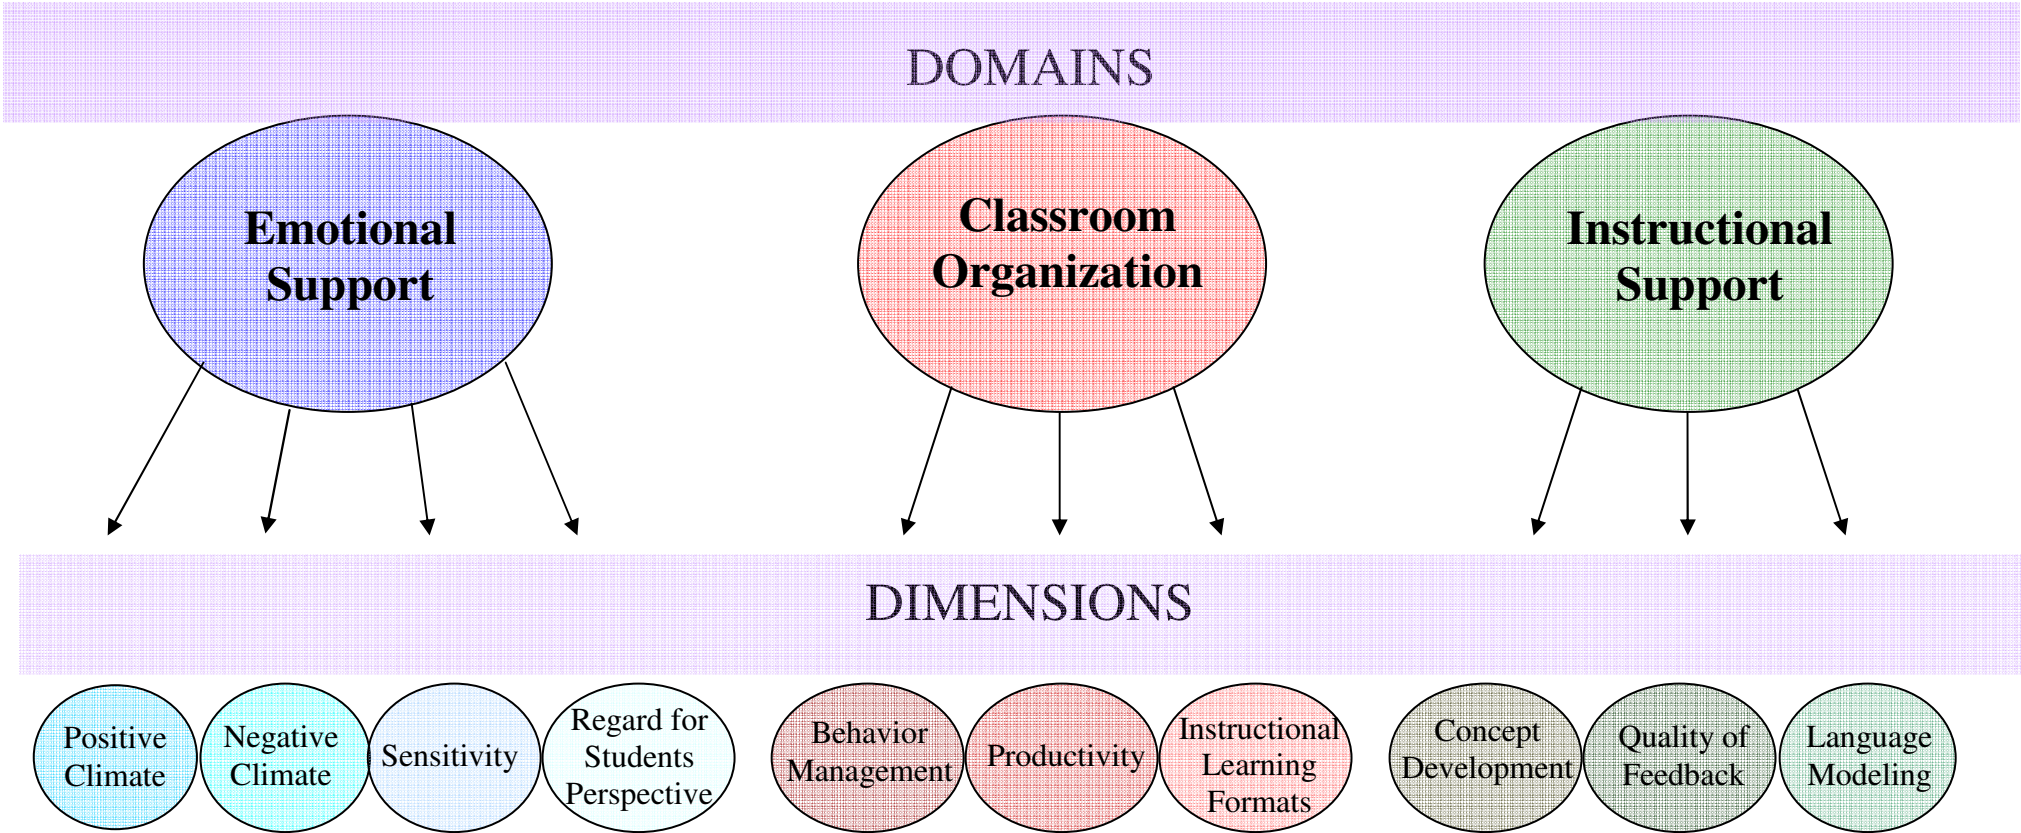 DOMAINS
Emotional
Support
Classroom
Organization
Instructional
Support
DIMENSIONS
Positive
Climate
Negative
Climate
Sensitivity
Regard for
Students
Perspective
Behavior
Management
Productivity
Instructional
Learning
Formats
Concept
Development
Quality of
Feedback
Language
Modeling